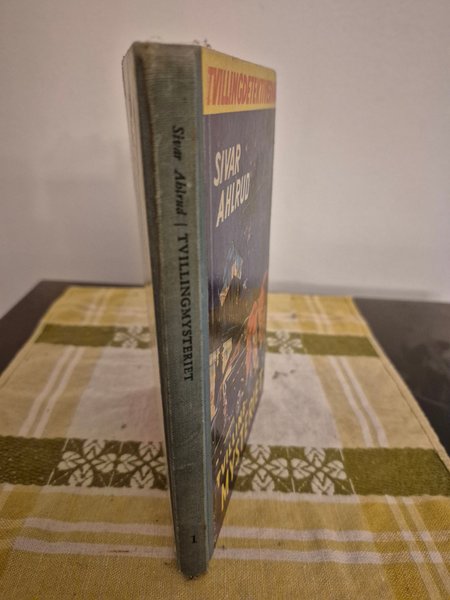 Sivar Ahlrud | TVILLINGMYSTERIET
1
TVILLINGDETEKTIVERNA
SIVAR
AHLRUD